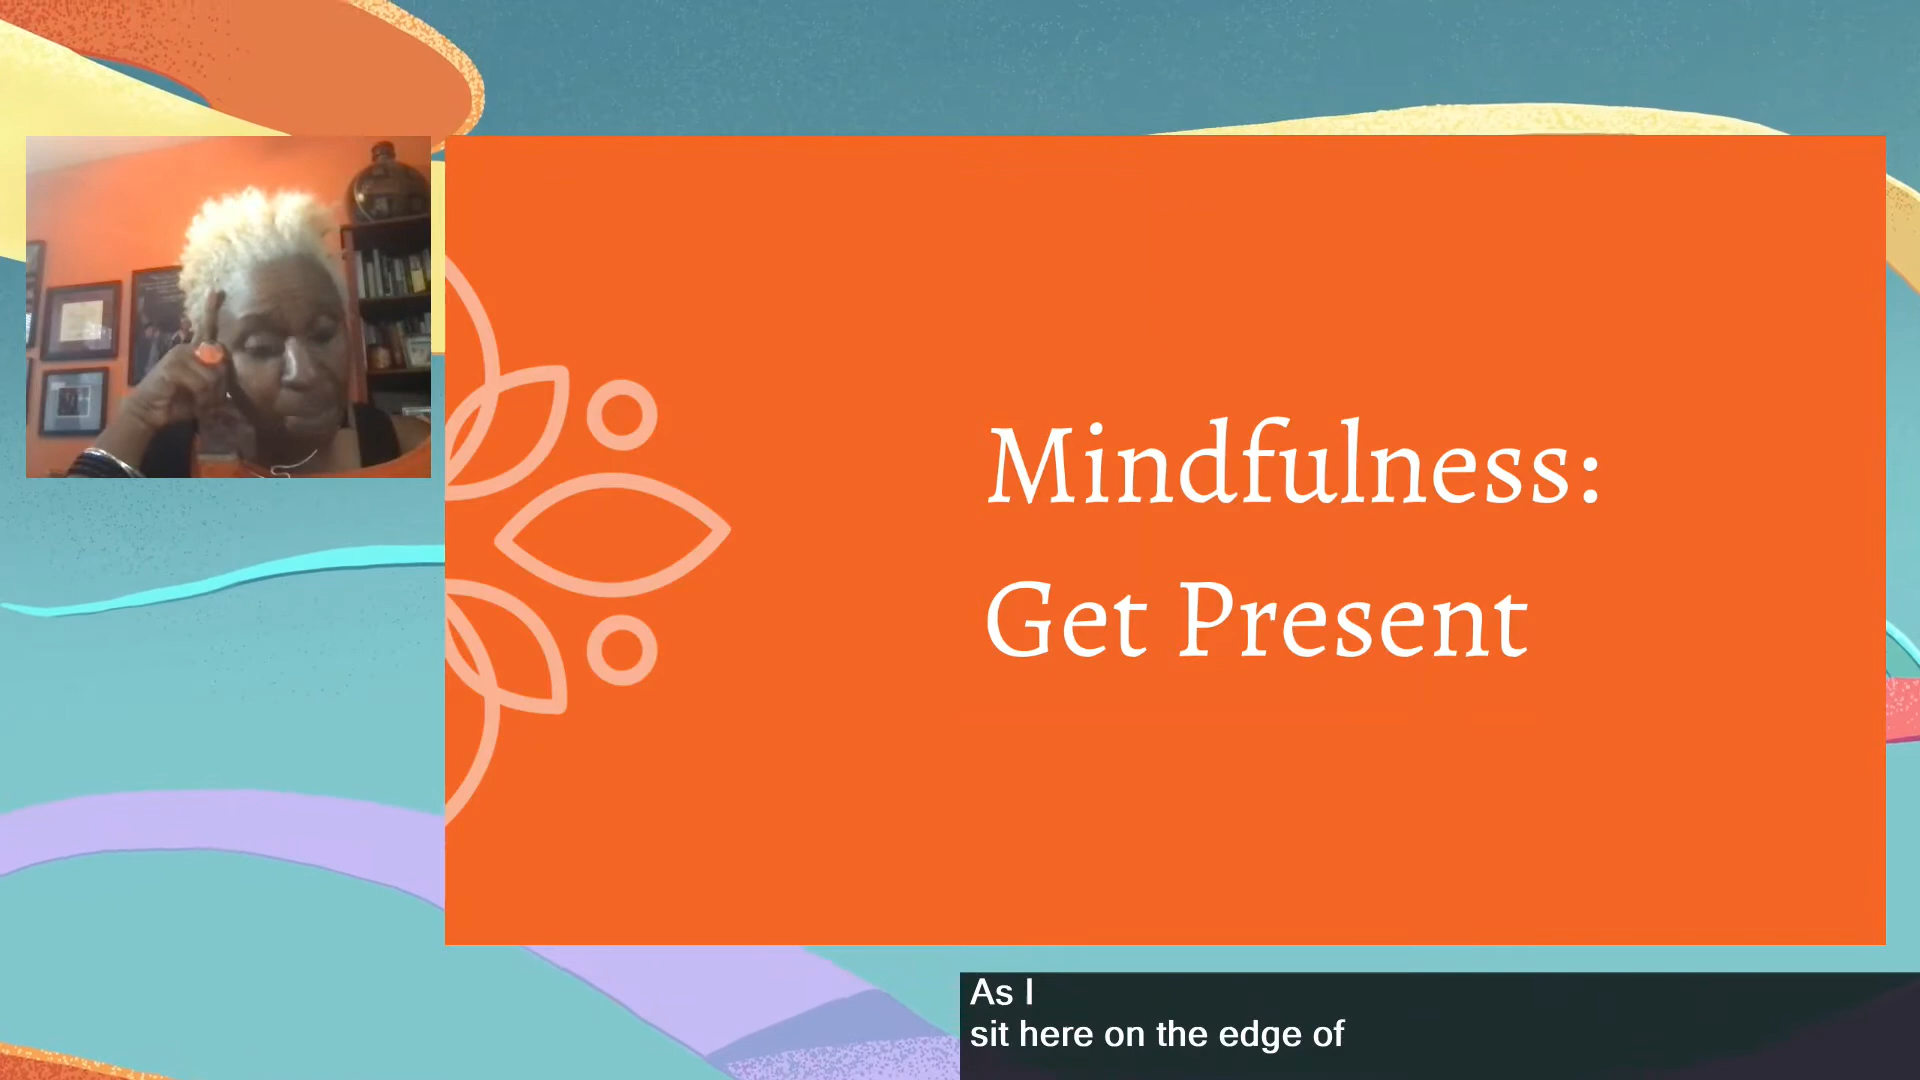 Mindfulness:
Get Present
As I
sit here on the edge of